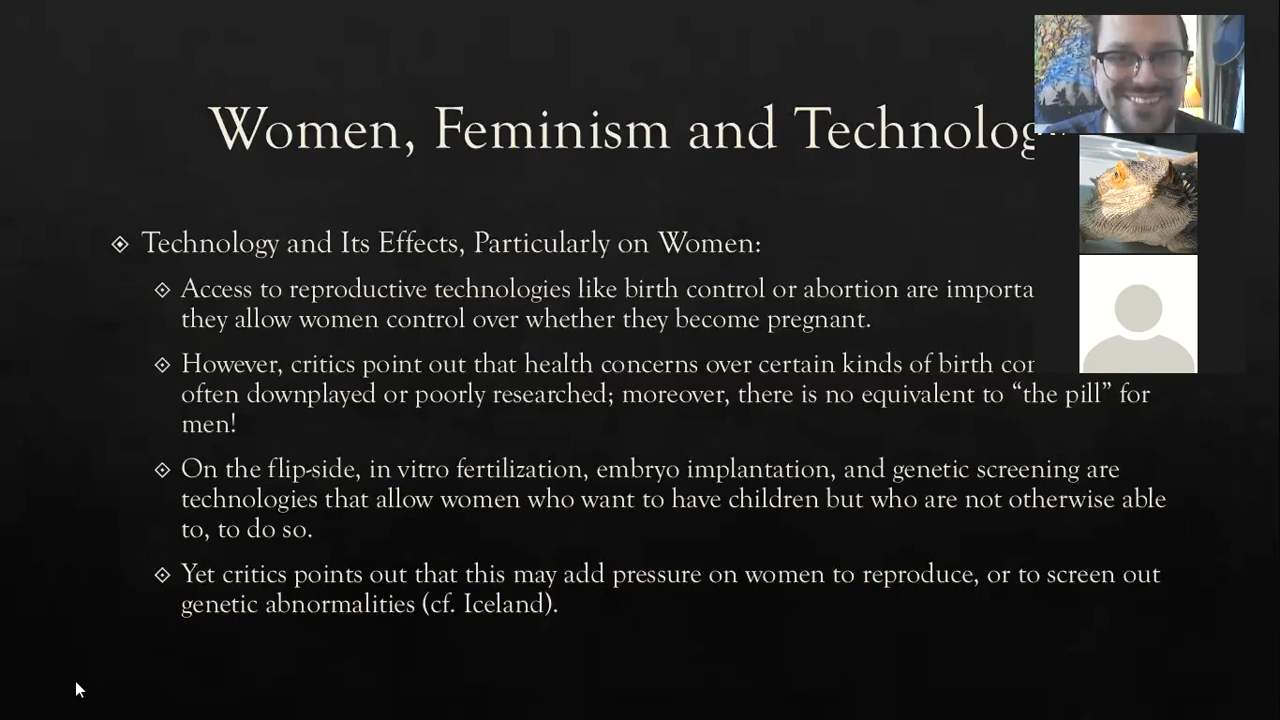 Women, Feminism and
Technology and Its Effects, Particularly on Women:
Access to reproductive technologies like birth control or abortion are
they allow women control over whether they become pregnant.
However, critics point out that health concerns over certain kinds of birth
often downplayed or poorly researched; moreover, there is no equivalent to “the pill” for
men!
On the flip-side, in vitro fertilization, embryo implantation, and genetic screening are
technologies that allow women who want to have children but who are not otherwise able
to, to do so.
Yet critics points out that this may add pressure on women to reproduce, or to screen out
genetic abnormalities (cf. Iceland).